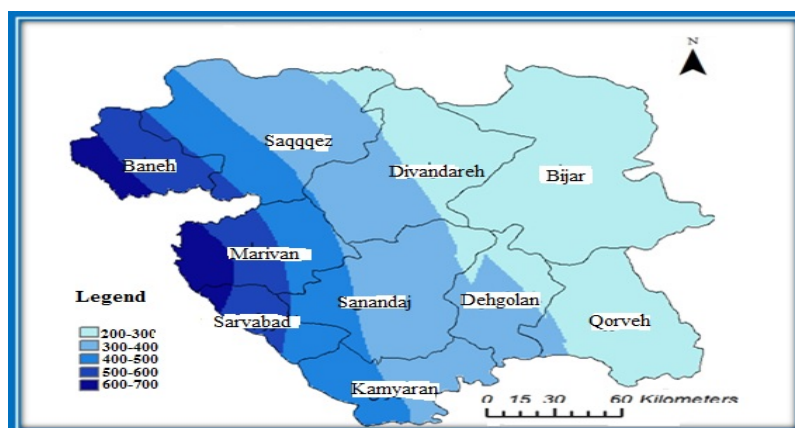 N
Saqqqez
Baneh
Divandareh
Bijar
Marivan
Legend
Sanandaj
Dehgolan
Sarvabad
Qorveh
200-300
300-400
400-500
500-600
600-700
Kamyaran
0 15 30 60 Kilometers